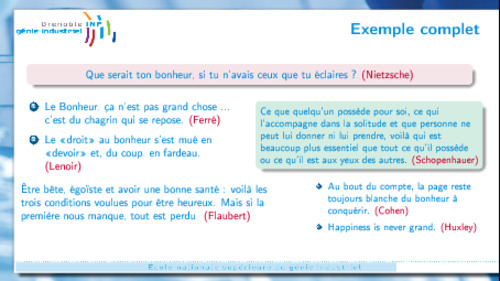 Grenoble INP
génie industriel
Exemple complet
Que serait ton bonheur, si tu n'avais ceux que tu éclaires ? (Nietzsche)
Le Bonheur, ça n'est pas grand chose ...
c'est du chagrin qui se repose. (Ferré)
Le «droit» au bonheur s'est mué en
«devoir» et, du coup, en fardeau.
(Lenoir)
Ce que quelqu'un possède pour soi, ce qui
l'accompagne dans la solitude et que personne ne
peut lui donner ni lui prendre, voilà qui est
beaucoup plus essentiel que tout ce qu'il possède
ou ce qu'il est aux yeux des autres. (Schopenhauer)
Être bête, égoïste et avoir une bonne santé : voilà les
trois conditions voulues pour être heureux. Mais si la
première nous manque, tout est perdu. (Flaubert)
Au bout du compte, la page reste
toujours blanche du bonheur à
conquérir. (Cohen)
Happiness is never grand. (Huxley)
École nationale supérieure du génie industriel